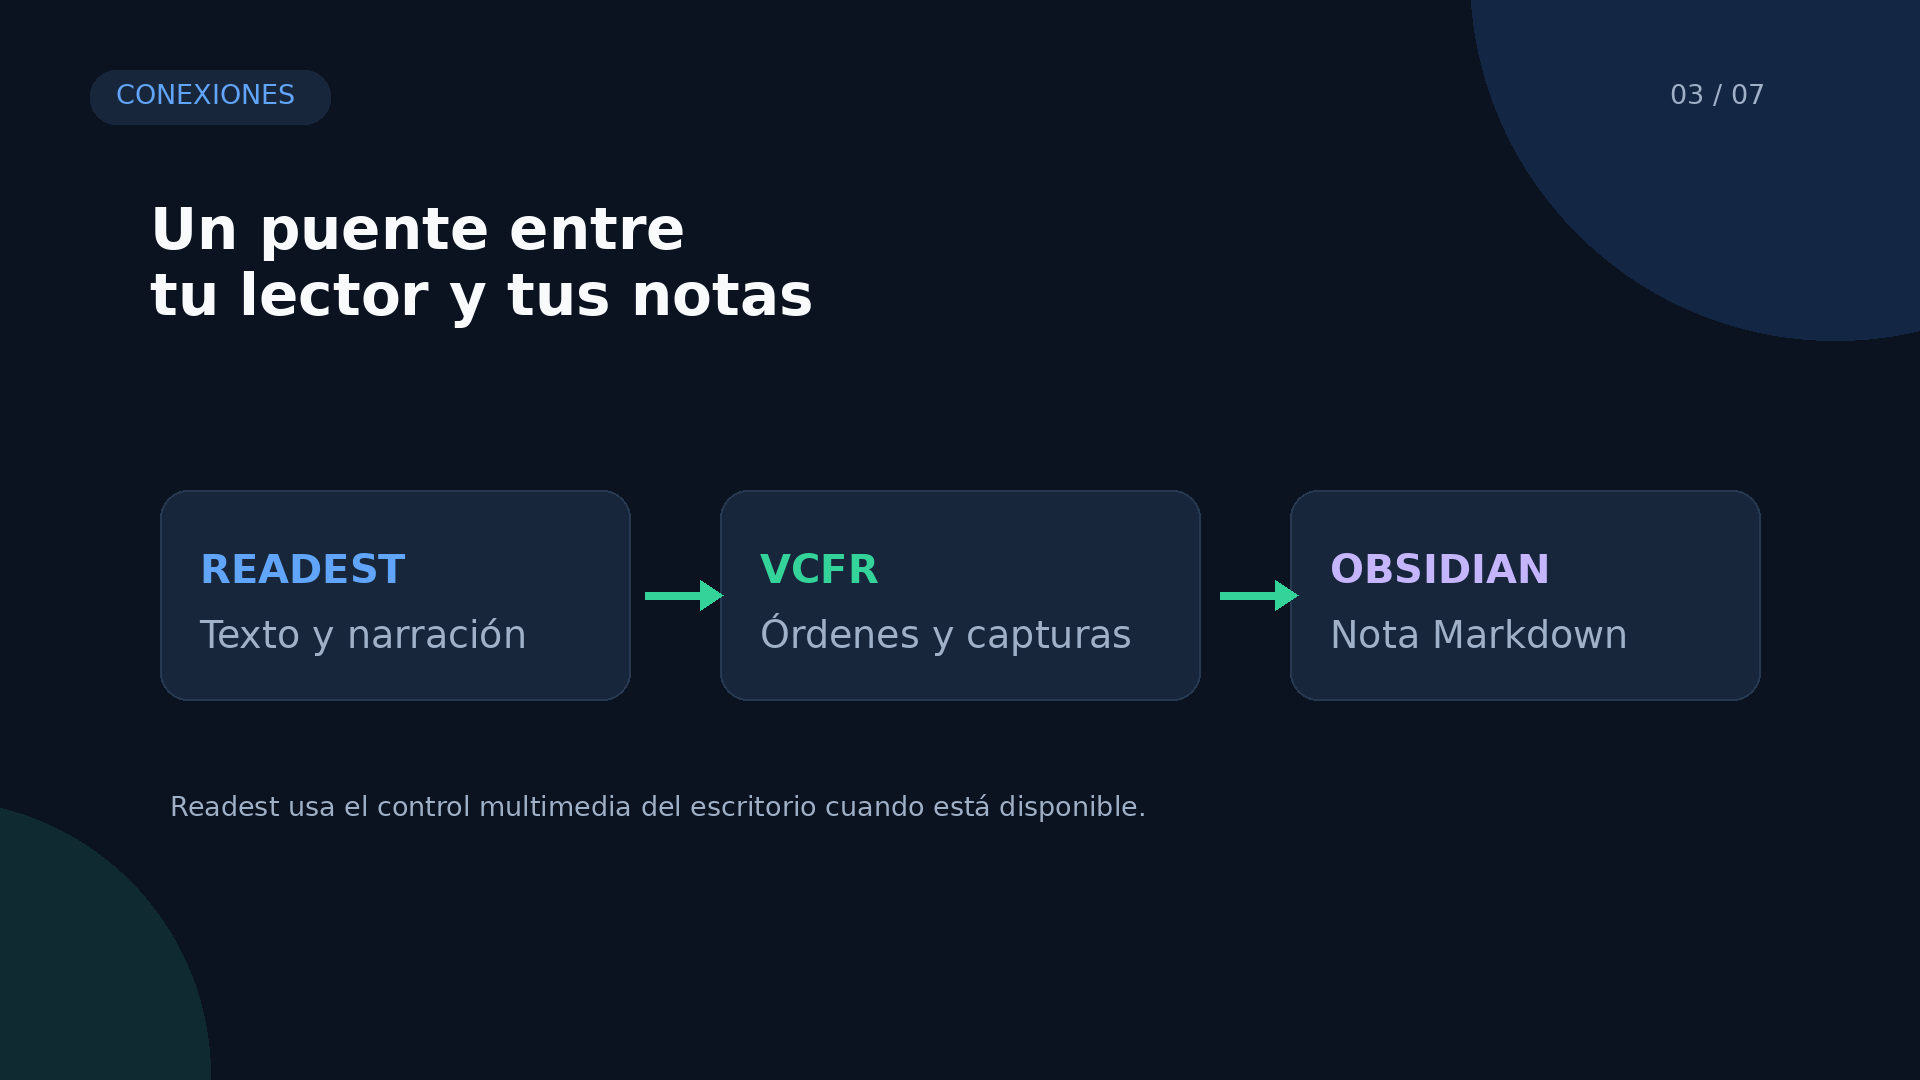 CONEXIONES
03 / 07
Un puente entre
tu lector y tus notas
READEST
Texto y narración
VCFR
Órdenes y capturas
OBSIDIAN
Nota Markdown
Readest usa el control multimedia del escritorio cuando está disponible.